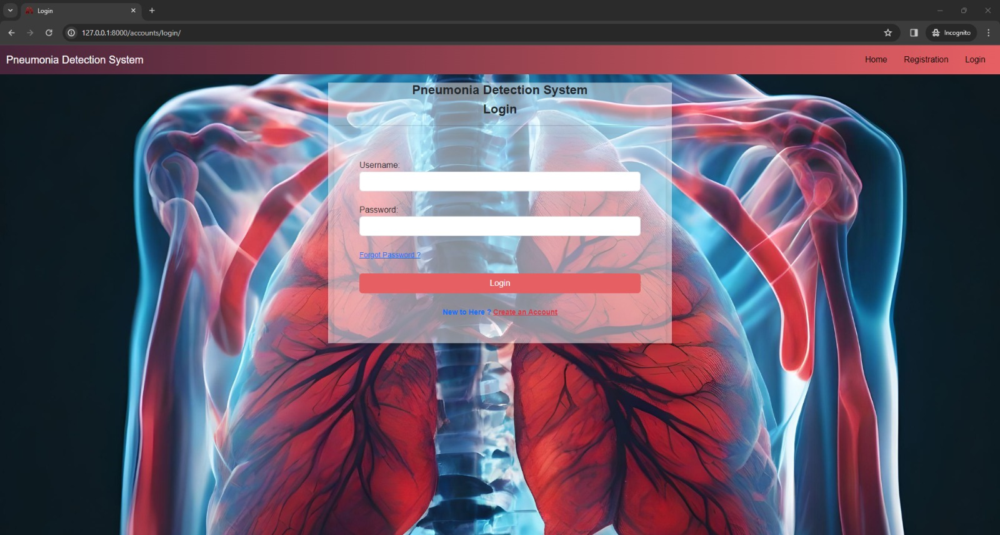 Login
127.0.0.1:8000/accounts/login/
Incognito
Pneumonia Detection System
Home Registration Login
Pneumonia Detection System
Login
Username:
Password:
Forgot Password ?
Login
New to Here ? Create an Account